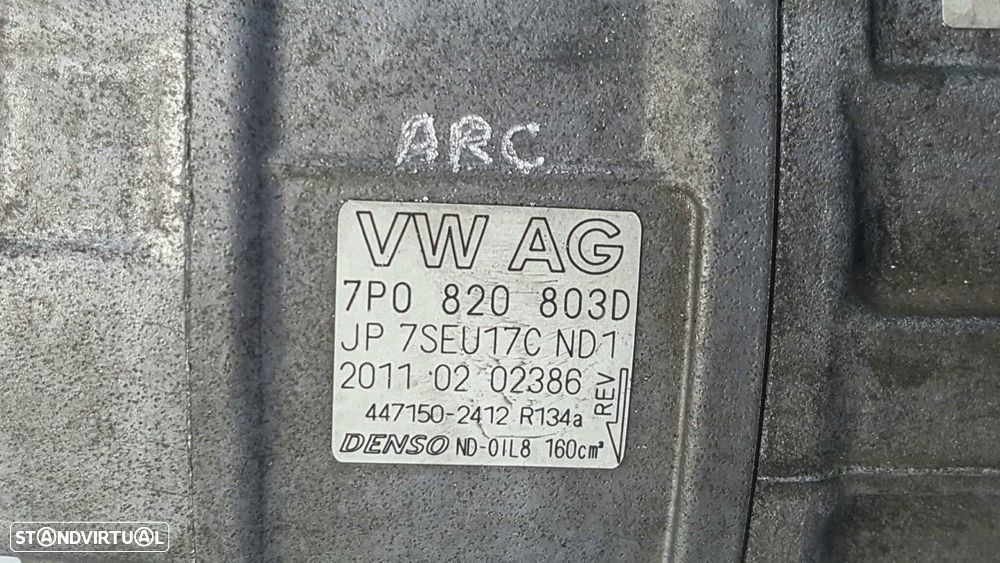 ARC
VW AG
7P0 820 803D
JP 7SEU17C ND1
2011 02 02386
REV
447150-2412 R134a
DENSO ND-OIL8 160cm³
STANDVIRTUAL